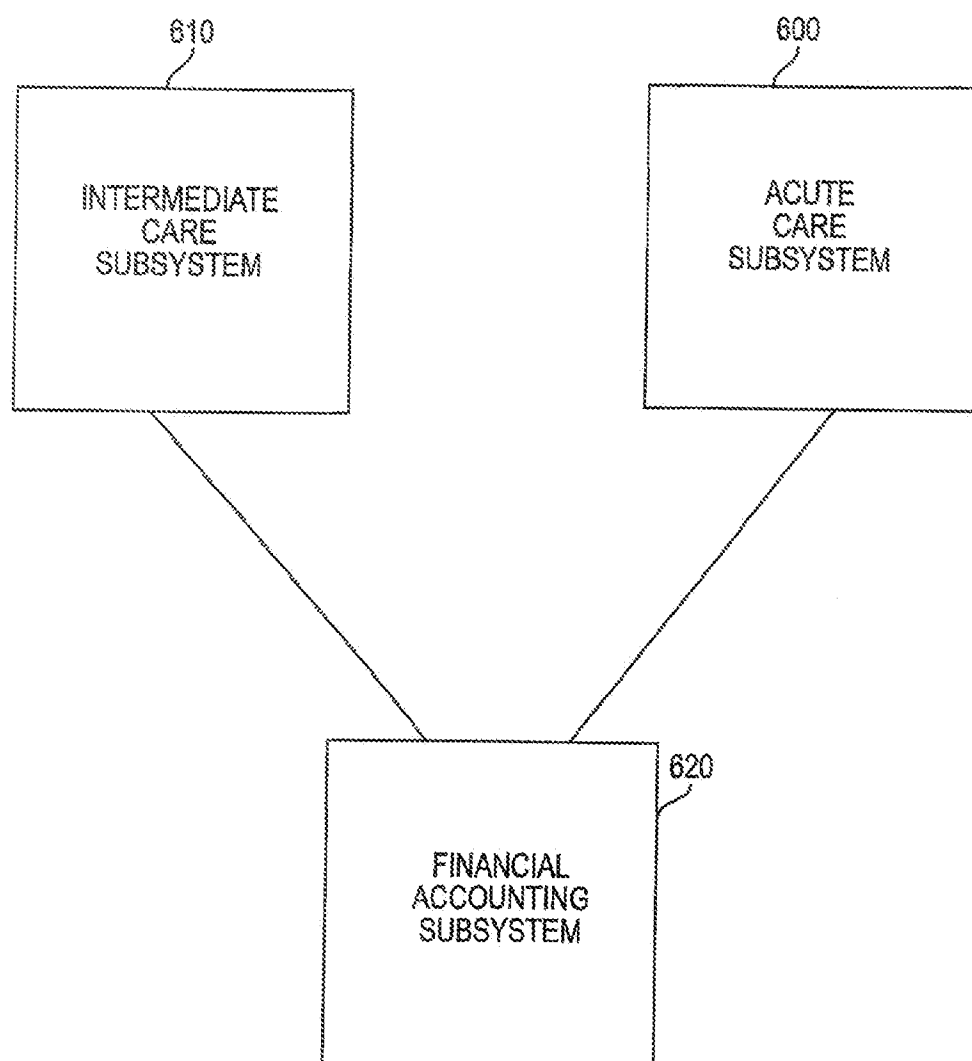 610
600
INTERMEDIATE
CARE
SUBSYSTEM
ACUTE
CARE
SUBSYSTEM
620
FINANCIAL
ACCOUNTING
SUBSYSTEM